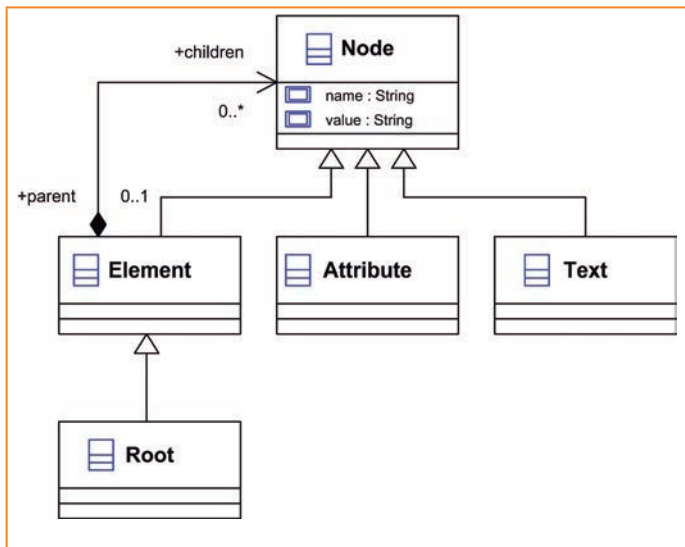 Node
+children
name : String
0..*
value : String
+parent
0..1
Element
Attribute
Text
Root